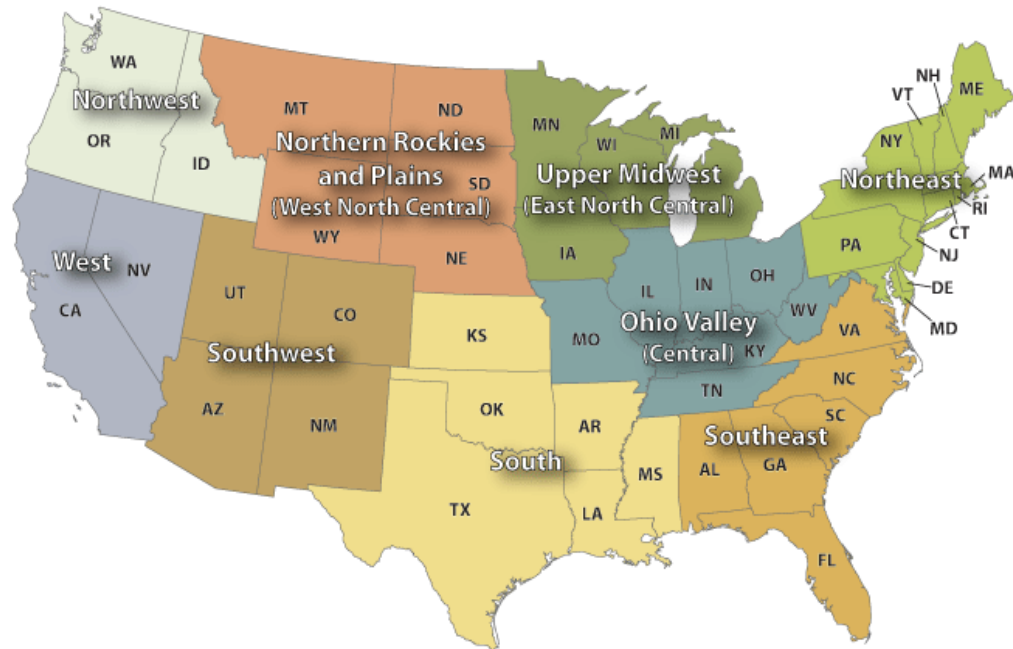 WA
Northwest
OR
ID
MT
ND
Northern Rockies
and Plains
(West North Central)
SD
WY
NE
MN
WI
MI
Upper Midwest
(East North Central)
IA
NH
VT
ME
NY
Northeast
MA
RI
CT
NJ
PA
DE
MD
West
NV
CA
UT
CO
Southwest
AZ
NM
IL
IN
OH
WV
Ohio Valley
(Central)
MO
KY
TN
KS
OK
AR
South
MS
TX
LA
VA
NC
SC
Southeast
AL
GA
FL